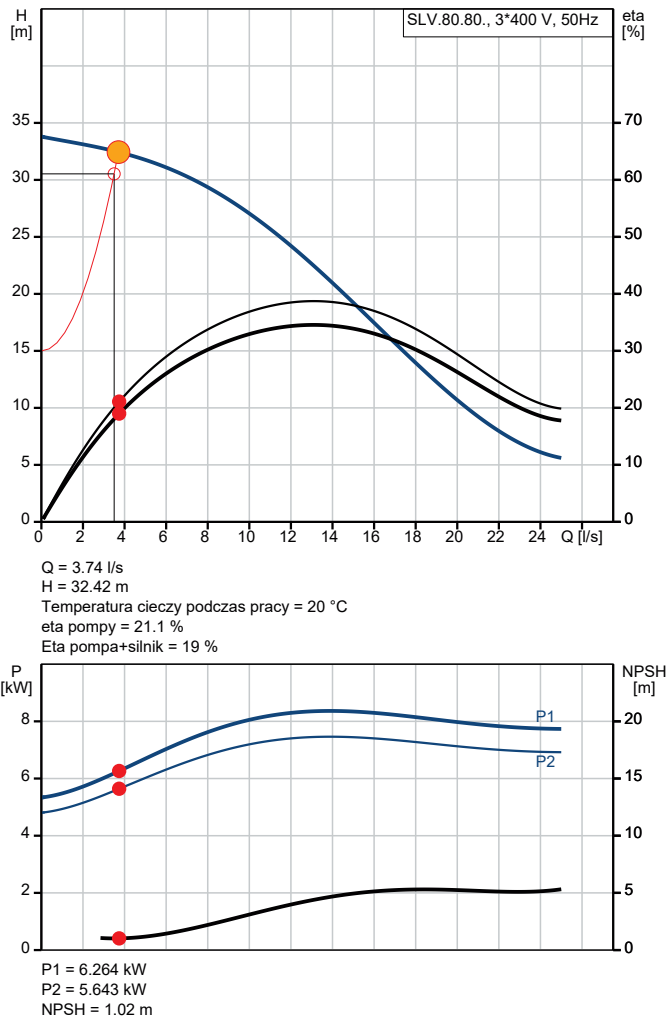 H
[m]
SLV.80.80., 3*400 V, 50Hz
eta
[%]
35
30
25
20
15
10
5
0
70
60
50
40
30
20
10
0
0 2 4 6 8 10 12 14 16 18 20 22 24 Q [l/s]
Q = 3.74 l/s
H = 32.42 m
Temperatura cieczy podczas pracy = 20 °C
eta pompy = 21.1 %
Eta pompa+silnik = 19 %
P
[kW]
NPSH
[m]
8
6
4
2
0
P1
P2
20
15
10
5
0
P1 = 6.264 kW
P2 = 5.643 kW
NPSH = 1.02 m